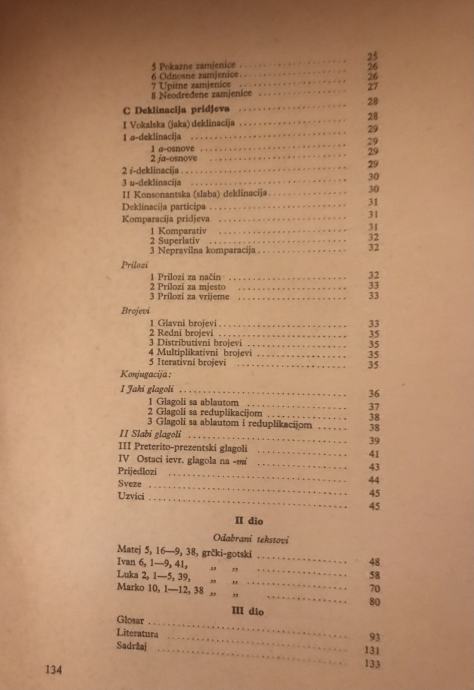 5 Pokazne zamjenice ........ 25
6 Odnosne zamjenice ........ 26
7 Upitne zamjenice ........ 26
8 Neodređene zamjenice ........ 27
C Deklinacija pridjeva ........ 28
I Vokalska (jaka) deklinacija ........ 28
1 a-deklinacija ........ 29
1 a-osnove ........ 29
2 ja-osnove ........ 29
2 i-deklinacija ........ 29
3 u-deklinacija ........ 30
II Konsonantska (slaba) deklinacija ........ 30
Deklinacija participa ........ 31
Komparacija pridjeva ........ 31
1 Komparativ ........ 31
2 Superlativ ........ 32
3 Nepravilna komparacija ........ 32
Prilozi
1 Prilozi za način ........ 32
2 Prilozi za mjesto ........ 33
3 Prilozi za vrijeme ........ 33
Brojevi
1 Glavni brojevi ........ 33
2 Redni brojevi ........ 35
3 Distributivni brojevi ........ 35
4 Multiplikativni brojevi ........ 35
5 Iterativni brojevi ........ 35
Konjugacija:
I Jaki glagoli ........ 36
1 Glagoli sa ablautom ........ 37
2 Glagoli sa reduplikacijom ........ 38
3 Glagoli sa ablautom i reduplikacijom ........ 38
II Slabi glagoli ........ 39
III Preterito-prezentski glagoli ........ 41
IV Ostaci ievr. glagola na -mi ........ 43
Prijedlozi ........ 44
Sveze ........ 45
Uzvici ........ 45
II dio
Odabrani tekstovi
Matej 5, 16—9, 38, grčki-gotski ........ 48
Ivan 6, 1—9, 41, „ „ ........ 58
Luka 2, 1—5, 39, „ „ ........ 70
Marko 10, 1—12, 38 „ „ ........ 80
III dio
Glosar ........ 93
Literatura ........ 131
Sadržaj ........ 133
134